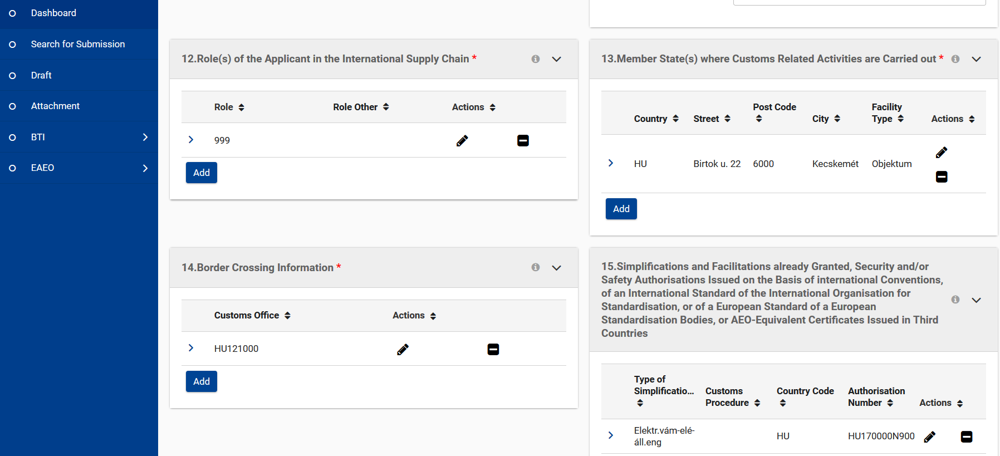 Dashboard
Search for Submission
Draft
Attachment
BTI
EAEO
12.Role(s) of the Applicant in the International Supply Chain *
Role
Role Other
Actions
999
Add
13.Member State(s) where Customs Related Activities are Carried out *
Country
Street
Post Code
City
Facility
Type
Actions
HU
Birtok u. 22
6000
Kecskemét
Objektum
Add
14.Border Crossing Information *
Customs Office
Actions
HU121000
Add
15.Simplifications and Facilitations already Granted, Security and/or
Safety Authorisations Issued on the Basis of international Conventions,
of an International Standard of the International Organisation for
Standardisation, or of a European Standard of a European
Standardisation Bodies, or AEO-Equivalent Certificates Issued in Third
Countries
Type of
Simplificatio...
Customs
Procedure
Country Code
Authorisation
Number
Actions
Elektr.vám-elé-
áll.eng
HU
HU170000N900